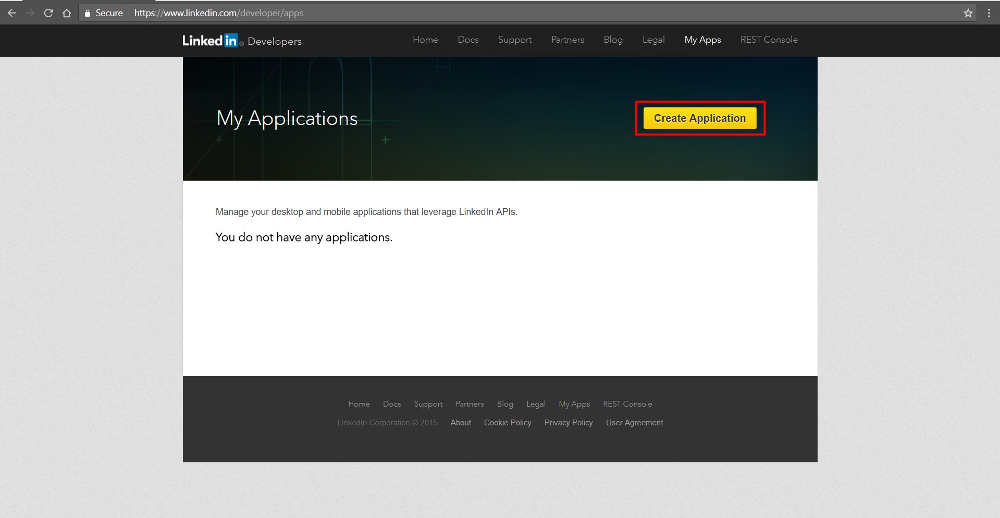 Secure https://www.linkedin.com/developer/apps
Linked in ® Developers Home Docs Support Partners Blog Legal My Apps REST Console
My Applications
Create Application
Manage your desktop and mobile applications that leverage LinkedIn APIs.
You do not have any applications.
Home Docs Support Partners Blog Legal My Apps REST Console
LinkedIn Corporation © 2015 About Cookie Policy Privacy Policy User Agreement